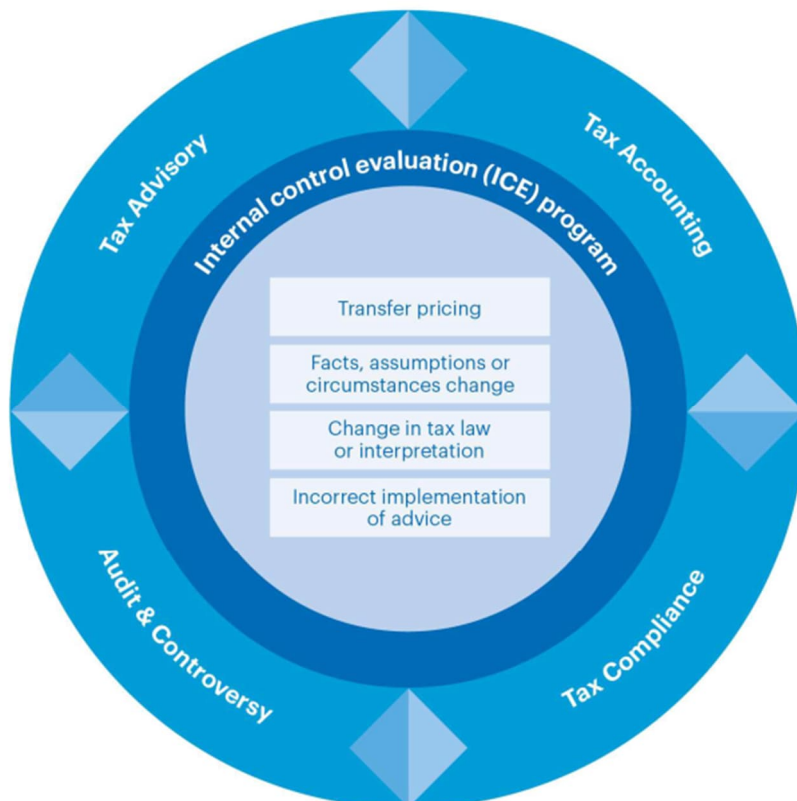 Tax Advisory
Tax Accounting
Internal control evaluation (ICE) program
Transfer pricing
Facts, assumptions or
circumstances change
Change in tax law
or interpretation
Incorrect implementation
of advice
Audit & Controversy
Tax Compliance